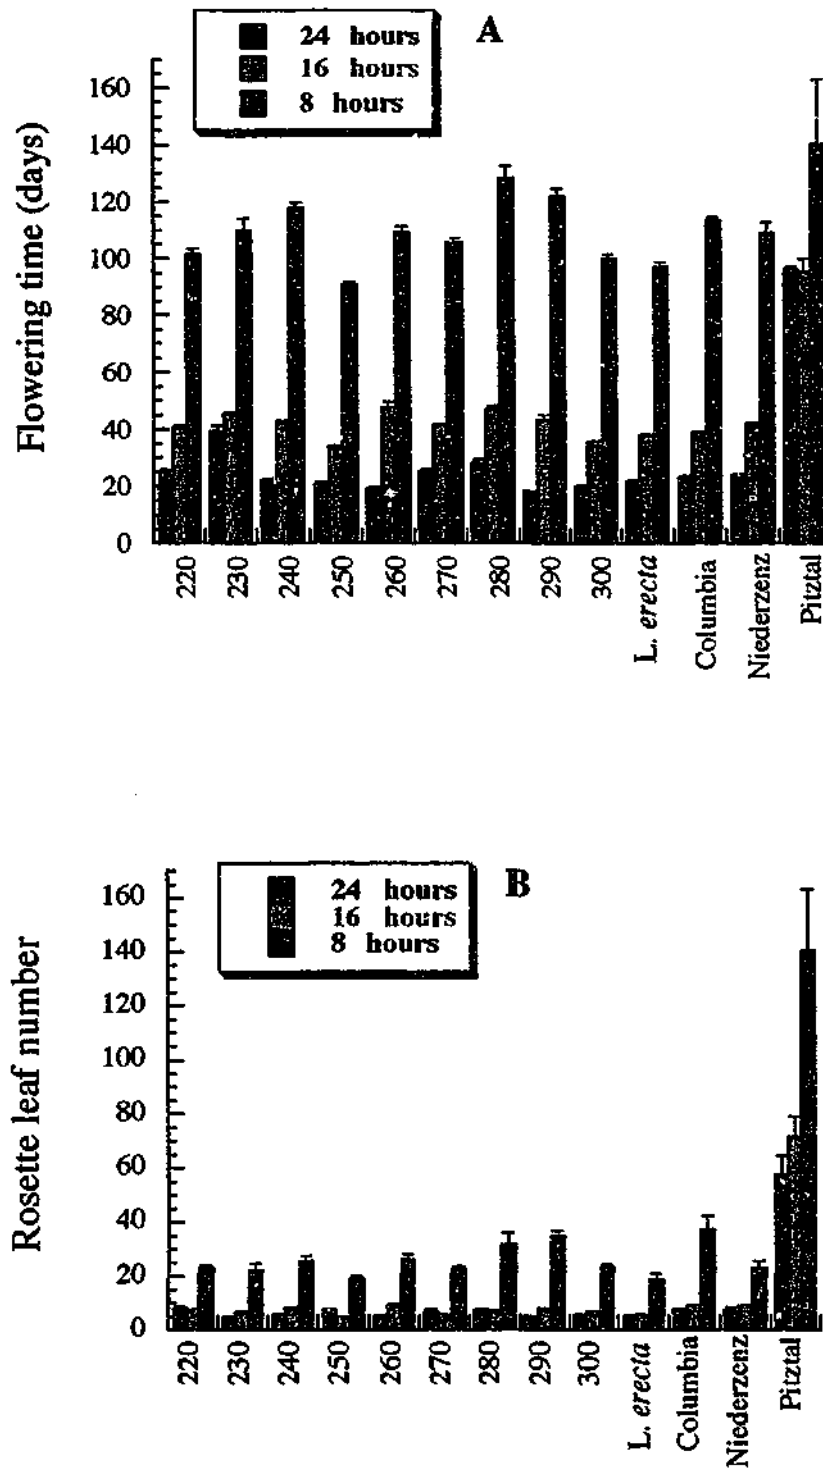 A
24 hours
16 hours
8 hours
Flowering time (days)
160
140
120
100
80
60
40
20
0
220
230
240
250
260
270
280
290
300
L. erecta
Columbia
Niederzenz
Pitztal
B
24 hours
16 hours
8 hours
Rosette leaf number
160
140
120
100
80
60
40
20
0
220
230
240
250
260
270
280
290
300
L. erecta
Columbia
Niederzenz
Pitztal